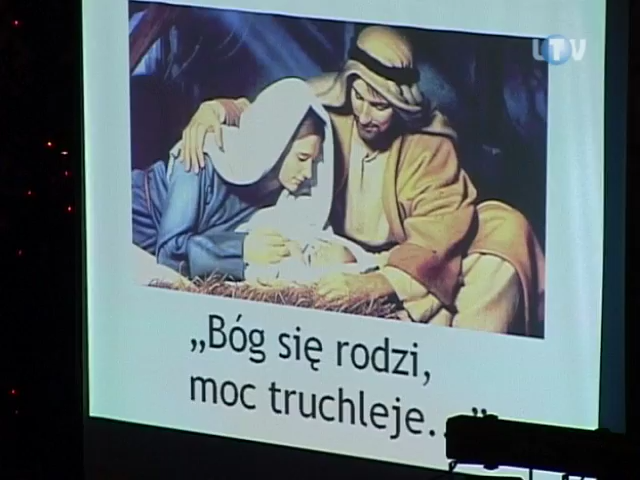 LTV
„Bóg się rodzi,
moc truchleje..."